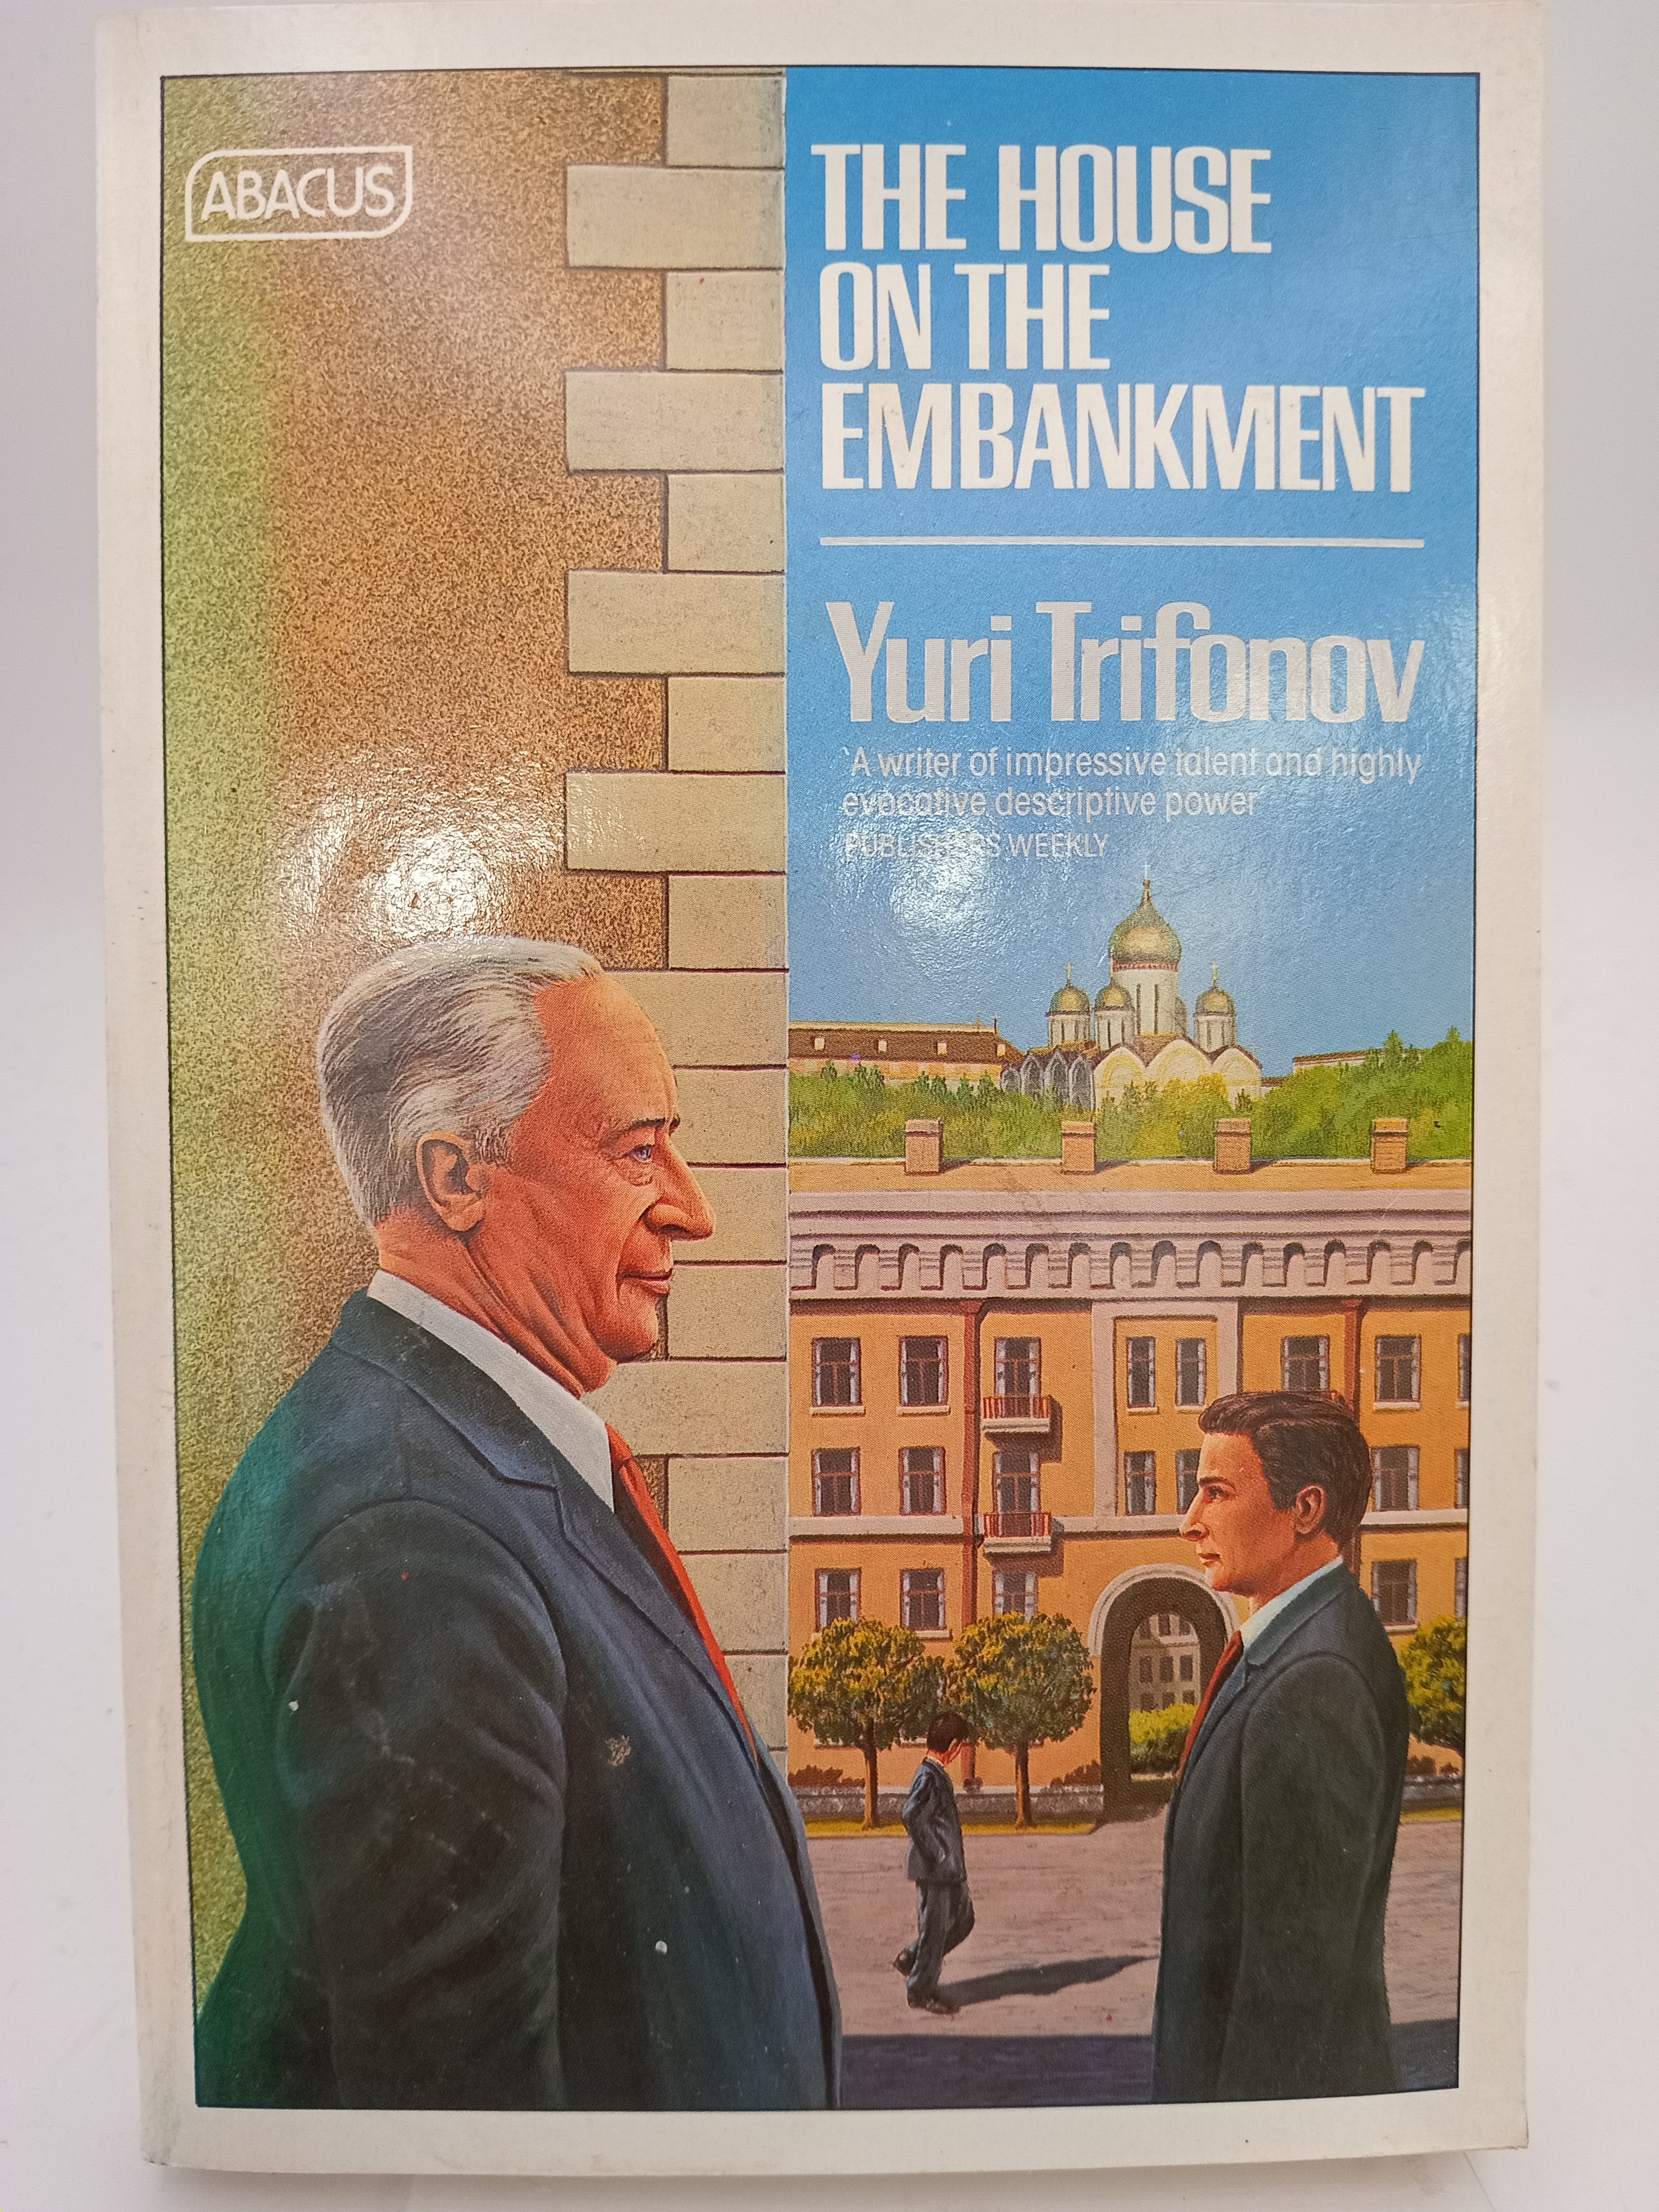 ABACUS
THE HOUSE
ON THE
EMBANKMENT
Yuri Trifonov
'A writer of impressive talent and highly
evocative descriptive power'
PUBLISHERS WEEKLY